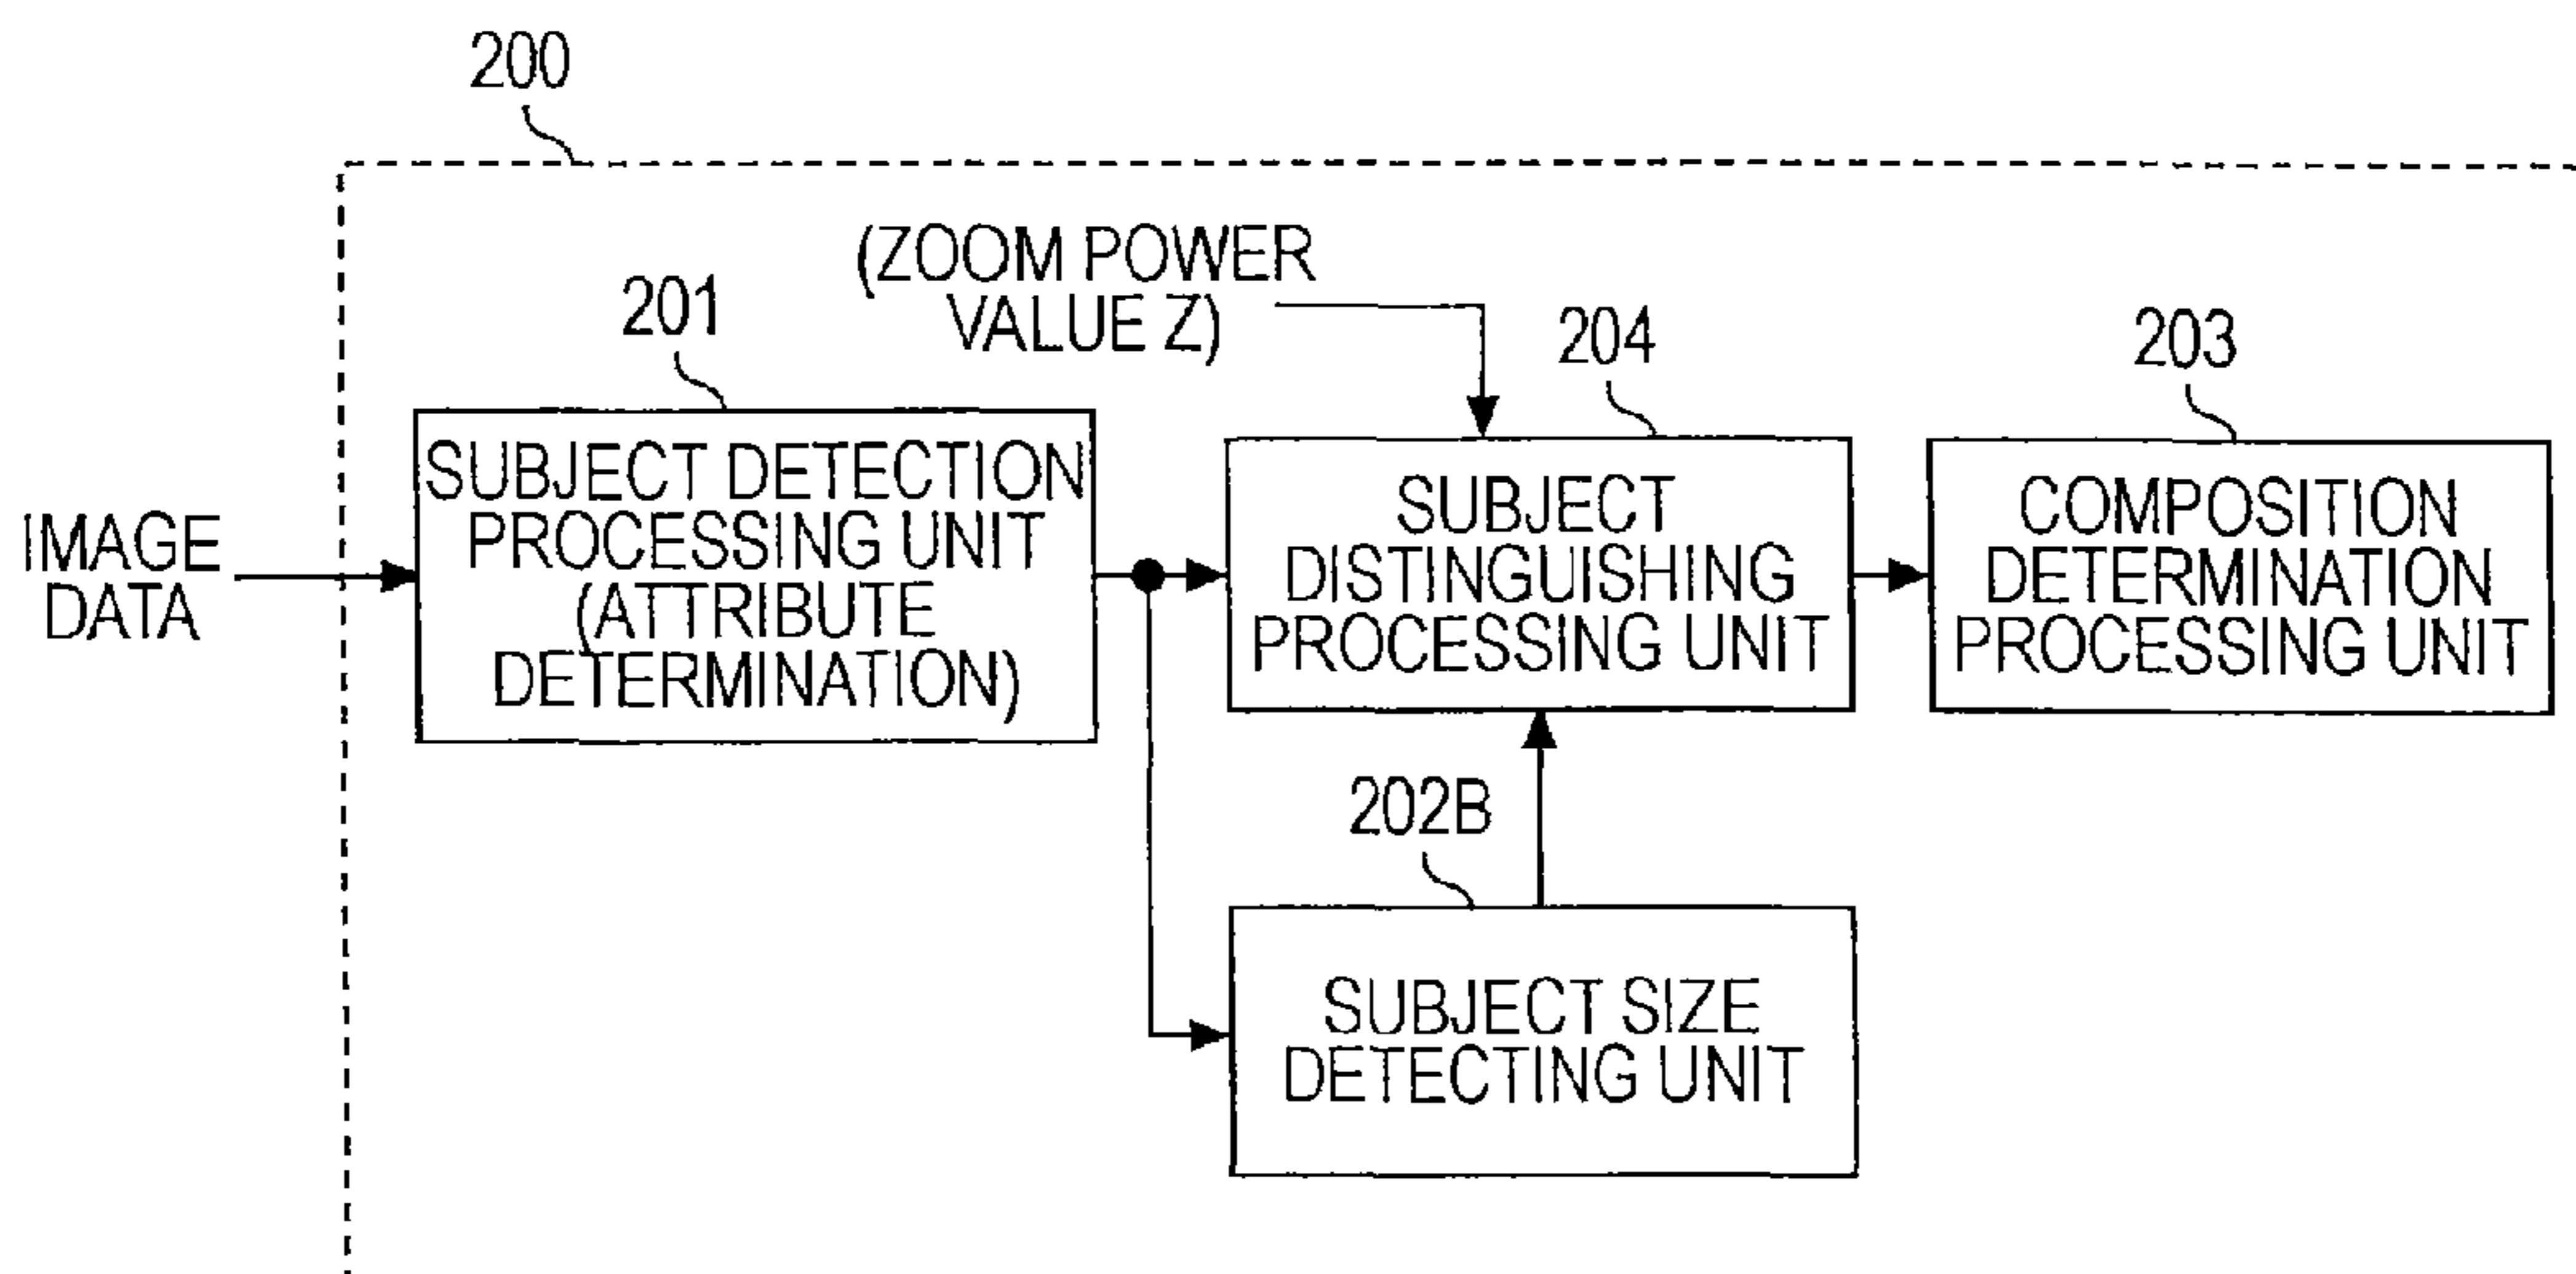 200
(ZOOM POWER
VALUE Z)
201
204
203
IMAGE
DATA
SUBJECT DETECTION
PROCESSING UNIT
(ATTRIBUTE
DETERMINATION)
SUBJECT
DISTINGUISHING
PROCESSING UNIT
COMPOSITION
DETERMINATION
PROCESSING UNIT
202B
SUBJECT SIZE
DETECTING UNIT